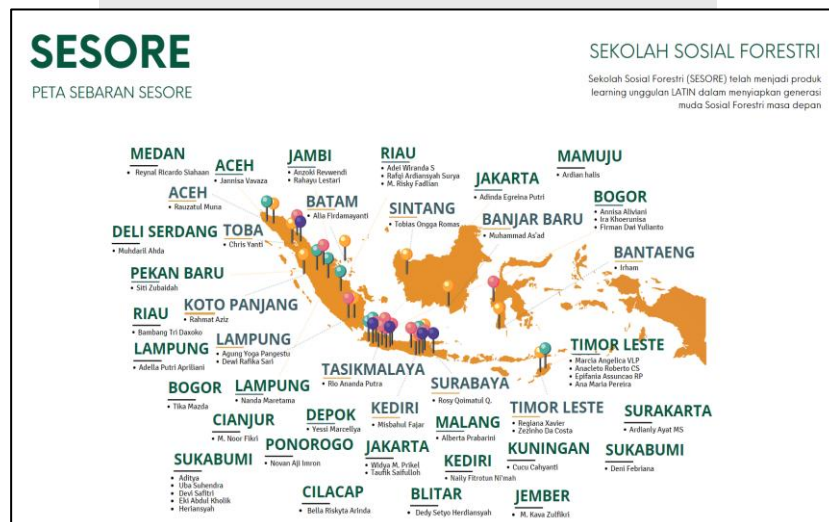 SESORE
PETA SEBARAN SESORE
SEKOLAH SOSIAL FORESTRI
Sekolah Sosial Forestri (SESORE) telah menjadi produk
learning unggulan LATIN dalam menyiapkan generasi
muda Sosial Forestri masa depan
MEDAN
• Reynal Ricardo Siahaan
ACEH
• Jannisa Vavaza
JAMBI
• Anzoki Revwendi
• Rahayu Lestari
RIAU
• Adei Wiranda S
• Rafqi Ardiansyah Surya
• M. Risky Fadlian
JAKARTA
• Adinda Egreina Putri
MAMUJU
• Ardian halis
ACEH
• Rauzatul Muna
BATAM
• Alia Firdamayanti
SINTANG
• Tobias Ongga Romas
BANJAR BARU
• Muhammad As'ad
BOGOR
• Annisa Aliviani
• Ira Khoerunisa
• Firman Dwi Yulianto
DELI SERDANG
• Muhdaril Ahda
TOBA
• Chris Yanti
BANTAENG
• Irham
PEKAN BARU
• Siti Zubaidah
KOTO PANJANG
• Rahmat Aziz
RIAU
• Bambang Tri Daxoko
LAMPUNG
• Agung Yoga Pangestu
• Dewi Rafika Sari
LAMPUNG
• Adella Putri Apriliani
TASIKMALAYA
• Rio Ananda Putra
TIMOR LESTE
• Marcia Angelica VLP
• Anacleto Roberto CS
• Epifania Assuncao RP
• Ana Maria Pereira
BOGOR
• Tika Mazda
LAMPUNG
• Nanda Maretama
SURABAYA
• Rosy Qoimatul Q.
CIANJUR
• M. Noor Fikri
DEPOK
• Yessi Marcellya
KEDIRI
• Misbahul Fajar
MALANG
• Alberta Prabarini
TIMOR LESTE
• Regiana Xavier
• Zezinho Da Costa
SURAKARTA
• Ardianly Ayat MS
SUKABUMI
• Aditya
• Uba Suhendra
• Devi Safitri
• Eki Abdul Kholik
• Heriansyah
PONOROGO
• Novan Aji Imron
JAKARTA
• Widya M. Prikel
• Taufik Saifulloh
KEDIRI
• Naily Fitrotun Ni'mah
KUNINGAN
• Cucu Cahyanti
SUKABUMI
• Deni Febriana
CILACAP
• Bella Riskyta Arinda
BLITAR
• Dedy Setyo Herdiansyah
JEMBER
• M. Kava Zulfikri